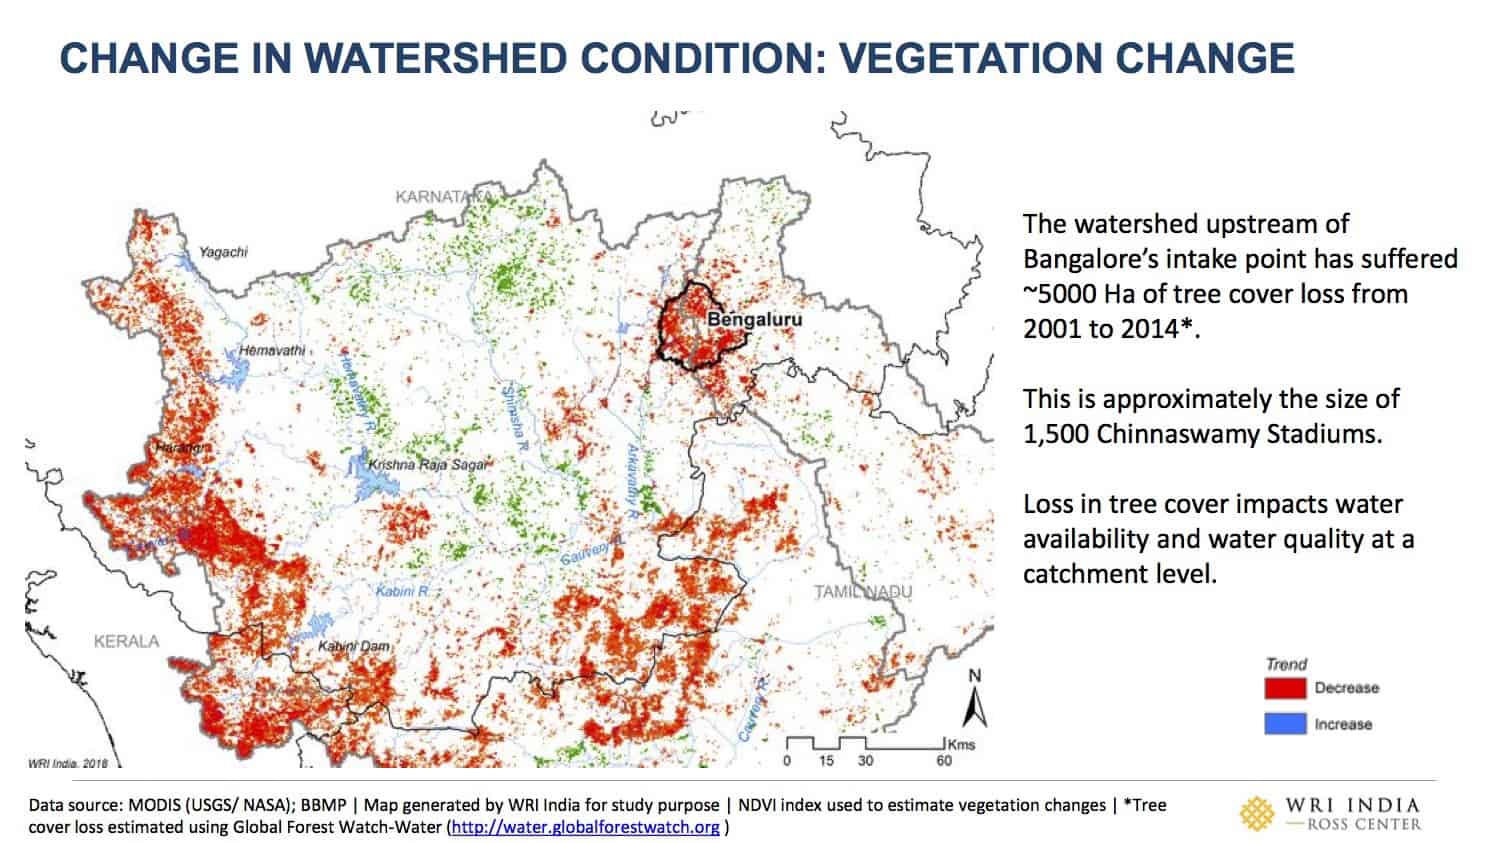 CHANGE IN WATERSHED CONDITION: VEGETATION CHANGE
KARNATAKA
Yagachi
Bengaluru
Hemavathi
Hemavathy R.
Shimsha R.
Harangi
Krishna Raja Sagar
Arkavathy R.
Cauvery R.
Kabini R.
TAMIL NADU
KERALA
Kabini Dam
Cauvery R.
N
Kms
0 15 30 60
WRI India, 2018
The watershed upstream of
Bangalore’s intake point has suffered
~5000 Ha of tree cover loss from
2001 to 2014*.
This is approximately the size of
1,500 Chinnaswamy Stadiums.
Loss in tree cover impacts water
availability and water quality at a
catchment level.
Trend
Decrease
Increase
Data source: MODIS (USGS/ NASA); BBMP | Map generated by WRI India for study purpose | NDVI index used to estimate vegetation changes | *Tree
cover loss estimated using Global Forest Watch-Water (http://water.globalforestwatch.org )
WRI INDIA
ROSS CENTER